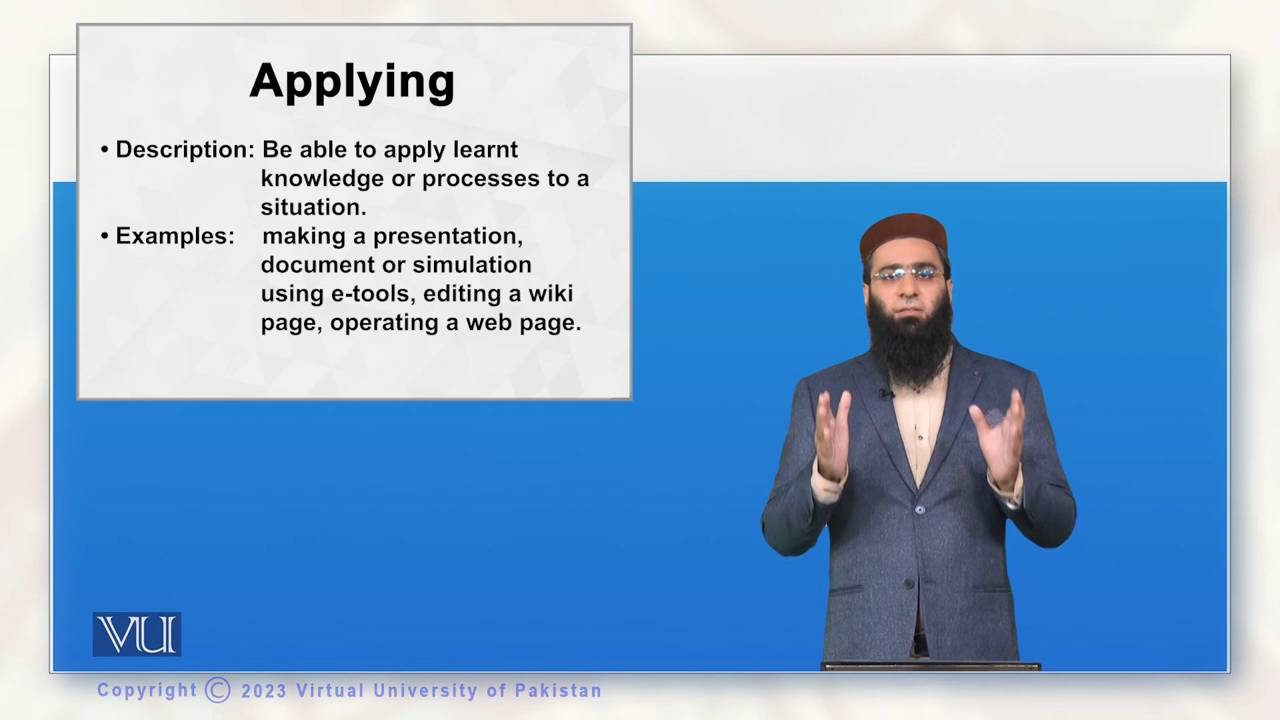 Applying
• Description: Be able to apply learnt
knowledge or processes to a
situation.
• Examples: making a presentation,
document or simulation
using e-tools, editing a wiki
page, operating a web page.
VU
Copyright © 2023 Virtual University of Pakistan